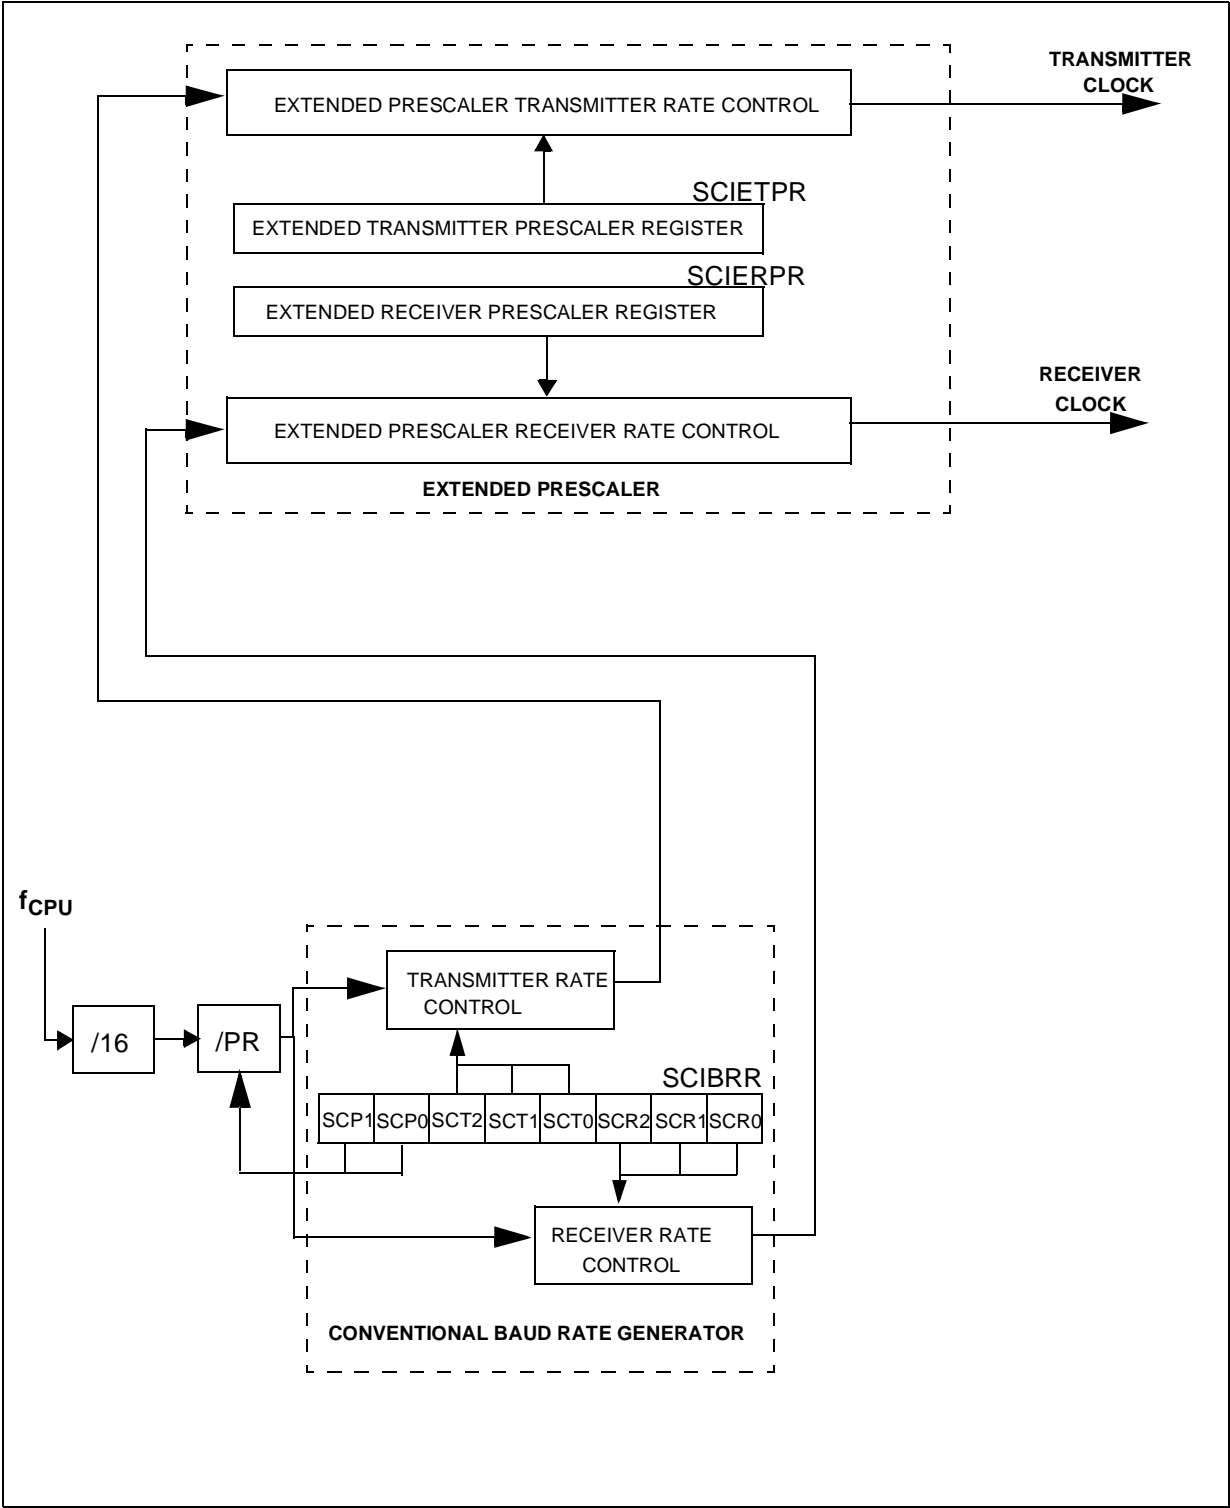 TRANSMITTER
CLOCK
EXTENDED PRESCALER TRANSMITTER RATE CONTROL
SCIETPR
EXTENDED TRANSMITTER PRESCALER REGISTER
SCIERPR
EXTENDED RECEIVER PRESCALER REGISTER
RECEIVER
CLOCK
EXTENDED PRESCALER RECEIVER RATE CONTROL
EXTENDED PRESCALER
fCPU
TRANSMITTER RATE
CONTROL
/16
/PR
SCIBRR
SCP1 SCP0 SCT2 SCT1 SCT0 SCR2 SCR1 SCR0
RECEIVER RATE
CONTROL
CONVENTIONAL BAUD RATE GENERATOR